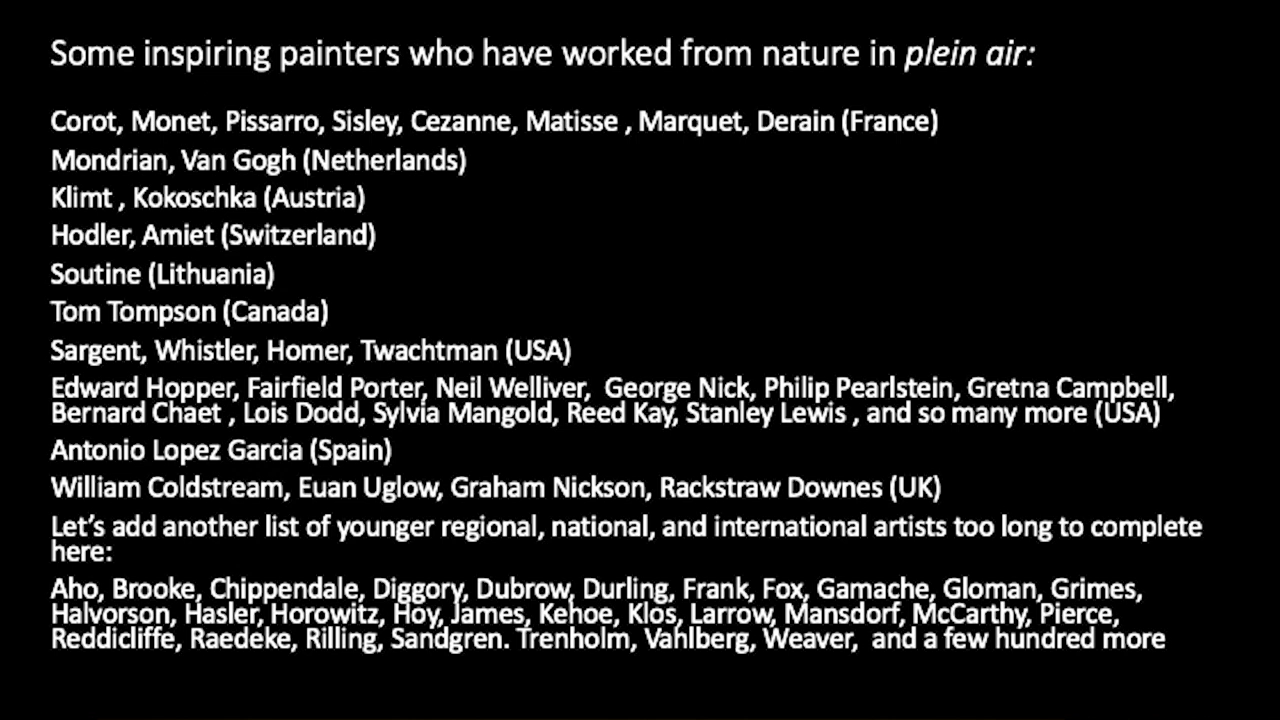 Some inspiring painters who have worked from nature in plein air:
Corot, Monet, Pissarro, Sisley, Cezanne, Matisse , Marquet, Derain (France)
Mondrian, Van Gogh (Netherlands)
Klimt , Kokoschka (Austria)
Hodler, Amiet (Switzerland)
Soutine (Lithuania)
Tom Tompson (Canada)
Sargent, Whistler, Homer, Twachtman (USA)
Edward Hopper, Fairfield Porter, Neil Welliver,  George Nick, Philip Pearlstein, Gretna Campbell,
Bernard Chaet , Lois Dodd, Sylvia Mangold, Reed Kay, Stanley Lewis , and so many more (USA)
Antonio Lopez Garcia (Spain)
William Coldstream, Euan Uglow, Graham Nickson, Rackstraw Downes (UK)
Let’s add another list of younger regional, national, and international artists too long to complete
here:
Aho, Brooke, Chippendale, Diggory, Dubrow, Durling, Frank, Fox, Gamache, Gloman, Grimes,
Halvorson, Hasler, Horowitz, Hoy, James, Kehoe, Klos, Larrow, Mansdorf, McCarthy, Pierce,
Reddicliffe, Raedeke, Rilling, Sandgren. Trenholm, Vahlberg, Weaver,  and a few hundred more